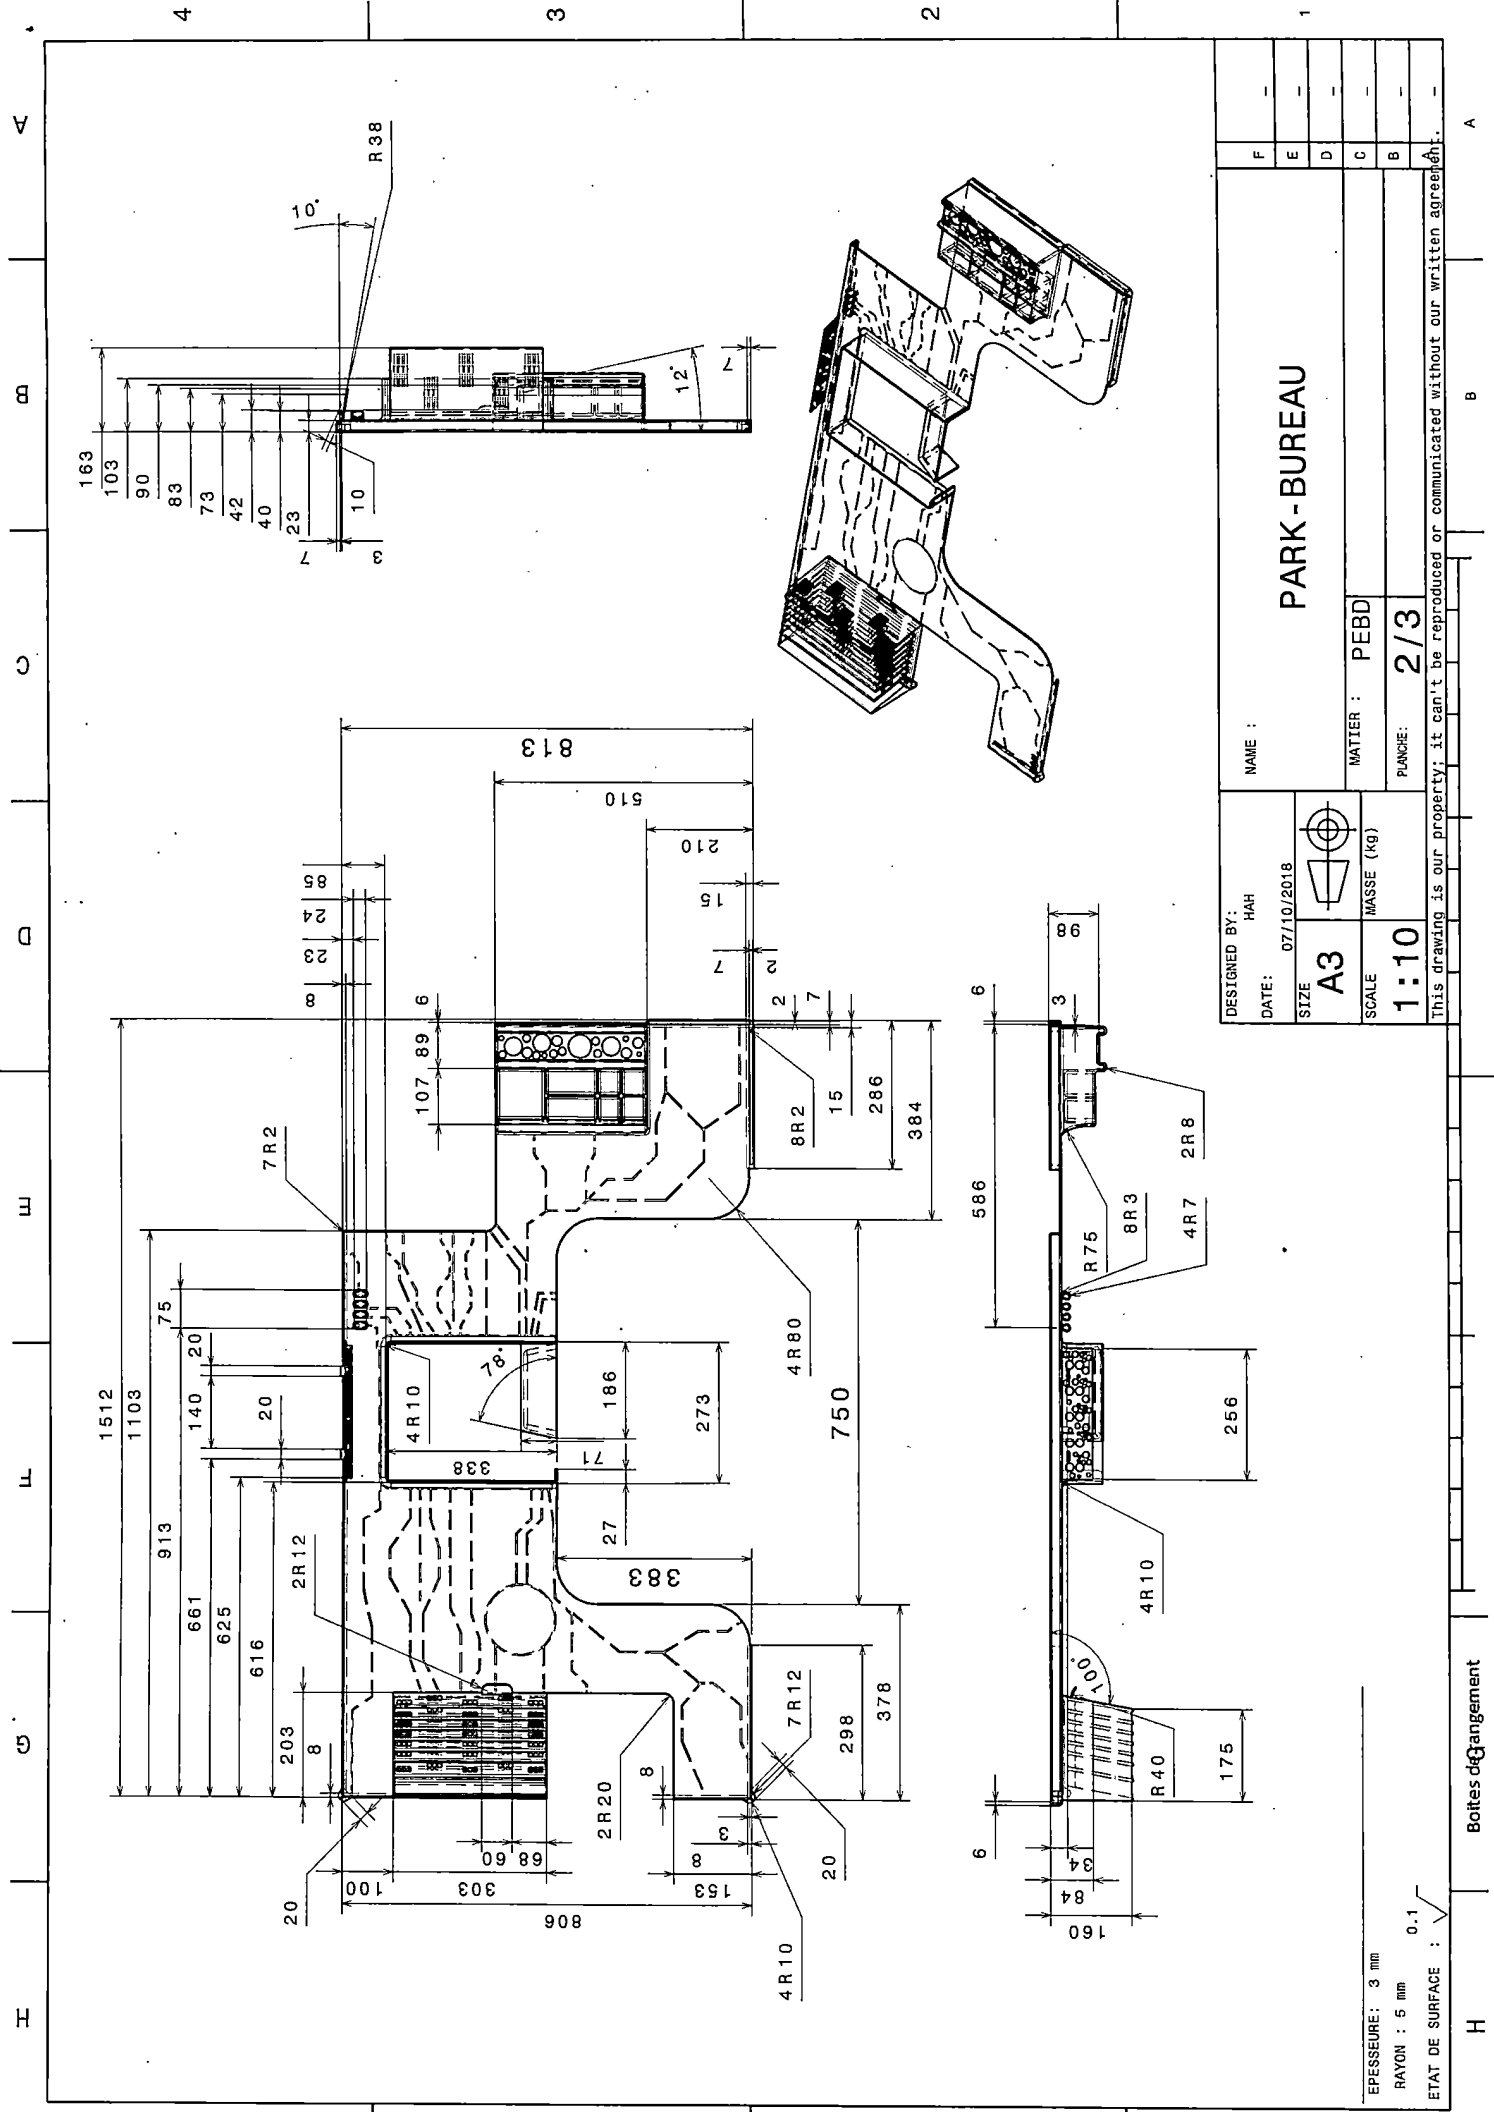 4
3
2
1
A
B
C
D
E
F
G
H
163
103
90
83
73
42
40
23
10
7
3
10°
R38
12°
7
813
510
210
15
7
2
85
24
23
8
6
89
107
2
7
15
286
384
8R2
7R2
1512
1103
75
913
20
140
20
661
625
616
203
8
20
2R12
4R10
78°
338
186
71
273
27
750
4R80
383
378
298
7R12
8
2R20
20
3
8
153
68
60
303
100
806
4R10
6
98
3
586
2R8
R75
8R3
4R7
256
4R10
100°
R40
175
6
34
84
160
DESIGNED BY:
HAH
DATE:
07/10/2018
SIZE
A3
SCALE
1:10
MASSE (kg)
NAME :
PARK-BUREAU
MATIER : PEBD
PLANCHE: 2/3
F –
E –
D –
C –
B –
A –
This drawing is our property; it can't be reproduced or communicated without our written agreement.
EPESSEURE: 3 mm
RAYON : 5 mm
ETAT DE SURFACE : 0.1
H
G
Boites de rangement
B
A